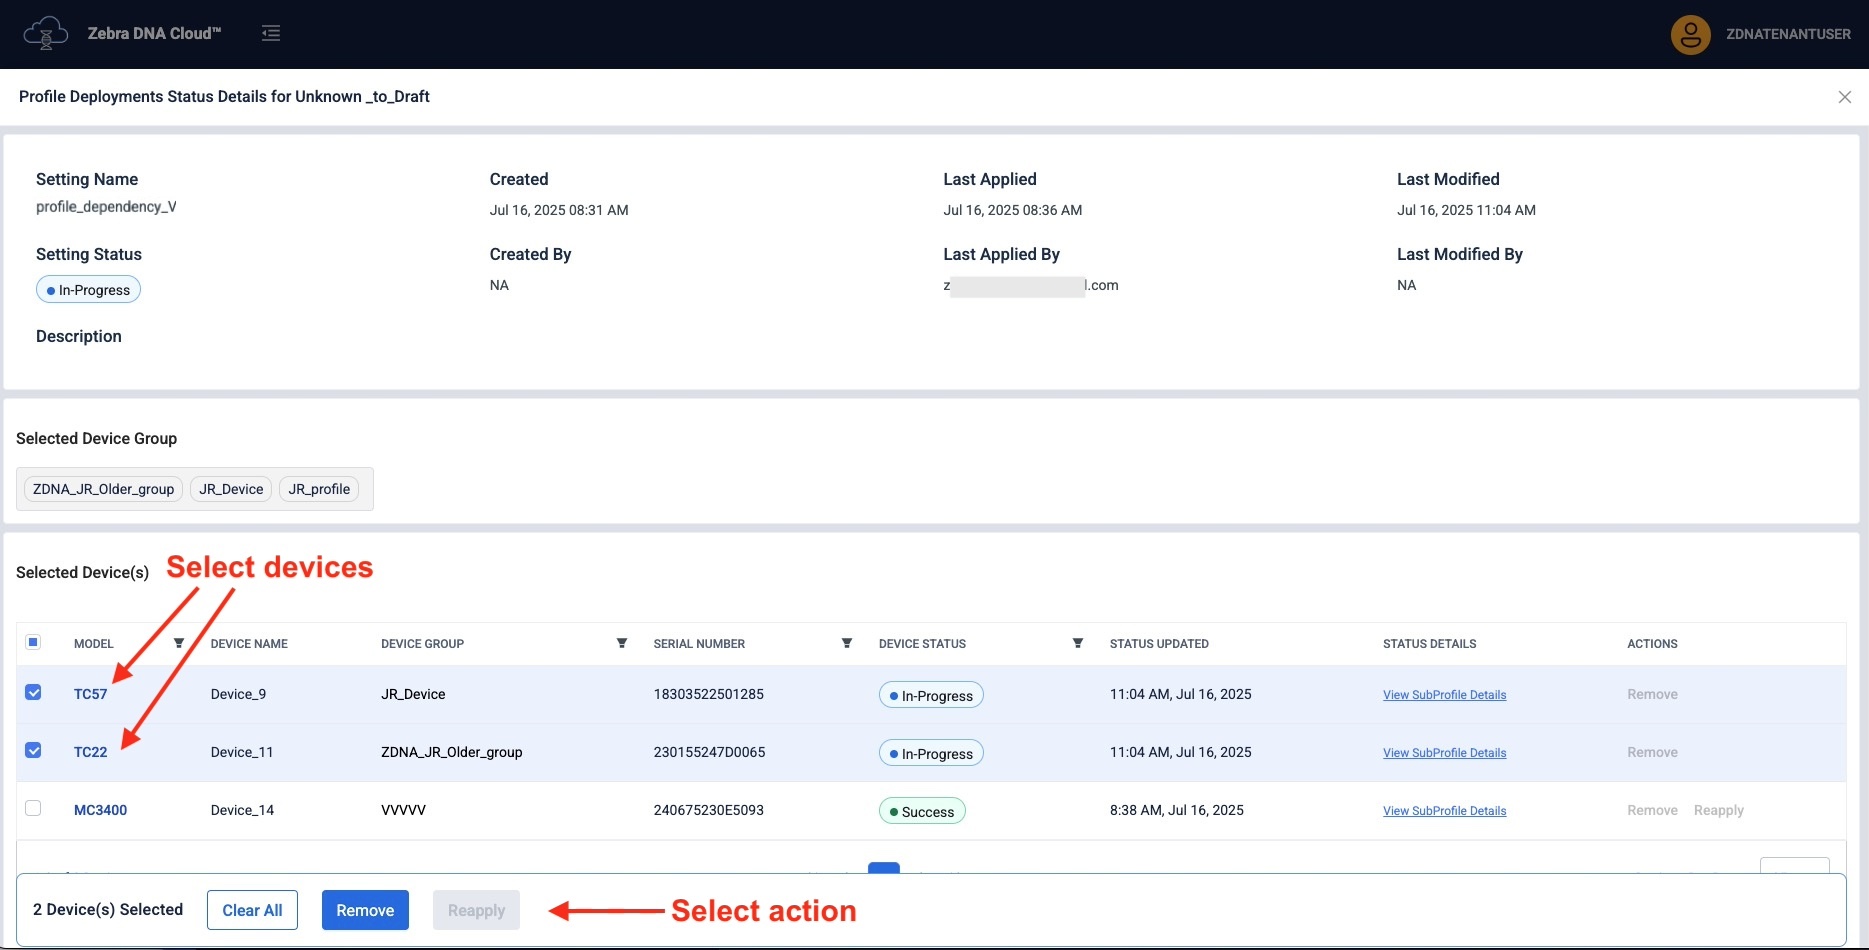 Zebra DNA Cloud™
ZDNATENANTUSER
Profile Deployments Status Details for Unknown _to_Draft
Setting Name Created Last Applied Last Modified
profile_dependency_V Jul 16, 2025 08:31 AM Jul 16, 2025 08:36 AM Jul 16, 2025 11:04 AM
Setting Status Created By Last Applied By Last Modified By
In-Progress NA z l.com NA
Description
Selected Device Group
ZDNA_JR_Older_group JR_Device JR_profile
Selected Device(s) Select devices
MODEL DEVICE NAME DEVICE GROUP SERIAL NUMBER DEVICE STATUS STATUS UPDATED STATUS DETAILS ACTIONS
TC57 Device_9 JR_Device 18303522501285 In-Progress 11:04 AM, Jul 16, 2025 View SubProfile Details Remove
TC22 Device_11 ZDNA_JR_Older_group 230155247D0065 In-Progress 11:04 AM, Jul 16, 2025 View SubProfile Details Remove
MC3400 Device_14 VVVVV 240675230E5093 Success 8:38 AM, Jul 16, 2025 View SubProfile Details Remove Reapply
2 Device(s) Selected Clear All Remove Reapply Select action